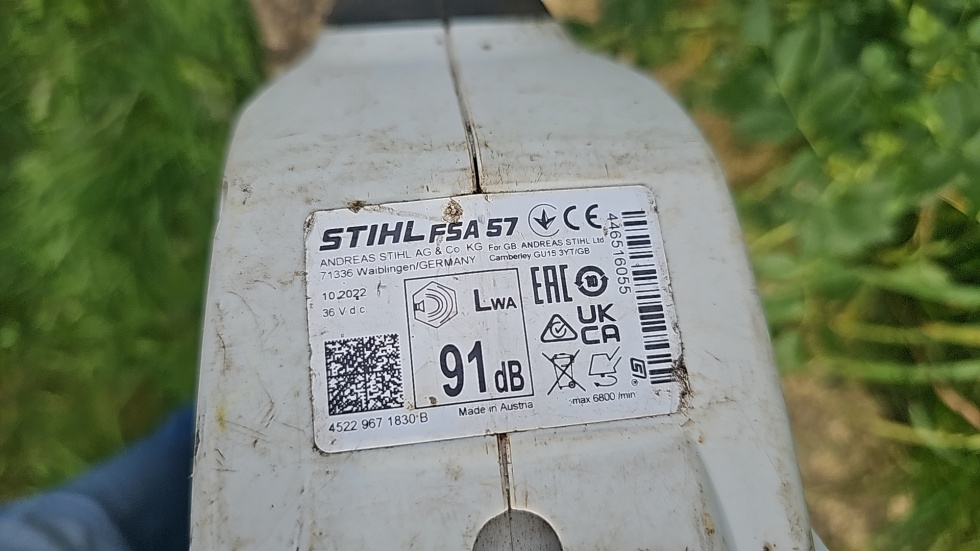 STIHL FSA 57 CE
ANDREAS STIHL AG & Co. KG
71336 Waiblingen/GERMANY
For GB ANDREAS STIHL Ltd
Camberley GU15 3YT/GB
10.2022
36 V d.c.
LWA
91 dB
EAC 10
UK
CA
446516055
4522 967 1830 B
Made in Austria
max 6800 /min